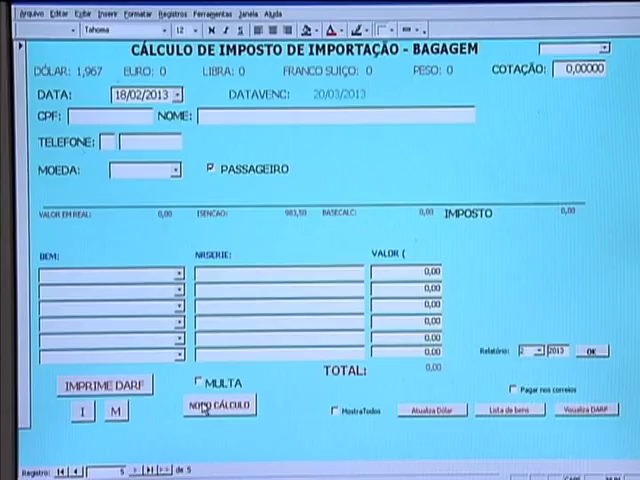 Arquivo Editar Exibir Inserir Formatar Registros Ferramentas Janela Ajuda
Tahoma 12 N I S
CÁLCULO DE IMPOSTO DE IMPORTAÇÃO - BAGAGEM
DÓLAR: 1,967 EURO: 0 LIBRA: 0 FRANCO SUIÇO: 0 PESO: 0 COTAÇÃO: 0,00000
DATA: 18/02/2013 DATAVENC: 20/03/2013
CPF: NOME:
TELEFONE:
MOEDA: PASSAGEIRO
VALOR EM REAL: 0,00 ISENCAO: 983,50 BASECALC: 0,00 IMPOSTO 0,00
BEM: NRSERIE: VALOR (
0,00
0,00
0,00
0,00
0,00
0,00
Relatório: 2 2013 OK
TOTAL: 0,00
IMPRIME DARF MULTA Pagar nos correios
I M NOVO CÁLCULO MostraTodos Atualiza Dólar Lista de bens Visualiza DARF
Registro: 5 de 5